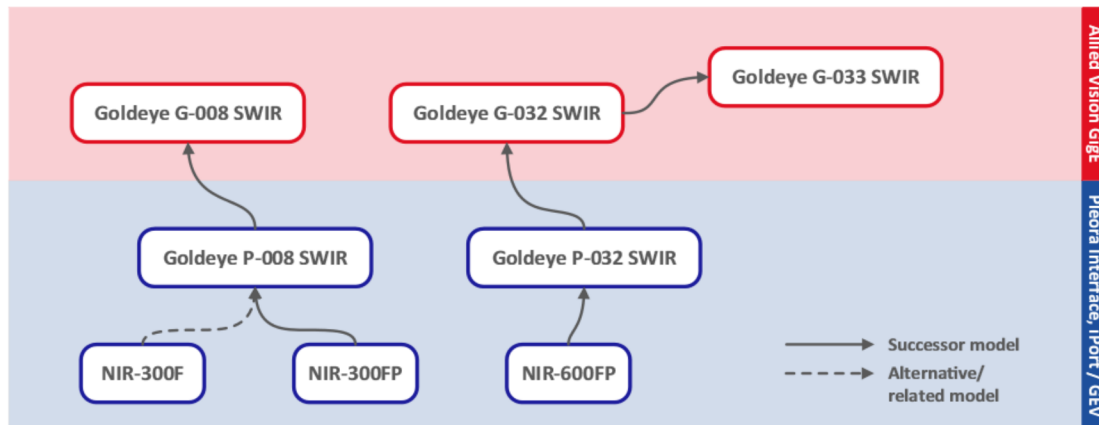 Goldeye G-033 SWIR
Goldeye G-008 SWIR
Goldeye G-032 SWIR
Allied Vision GigE
Goldeye P-008 SWIR
Goldeye P-032 SWIR
NIR-300F
NIR-300FP
NIR-600FP
Successor model
Alternative/
related model
Pleora Interface, iPort / GEV